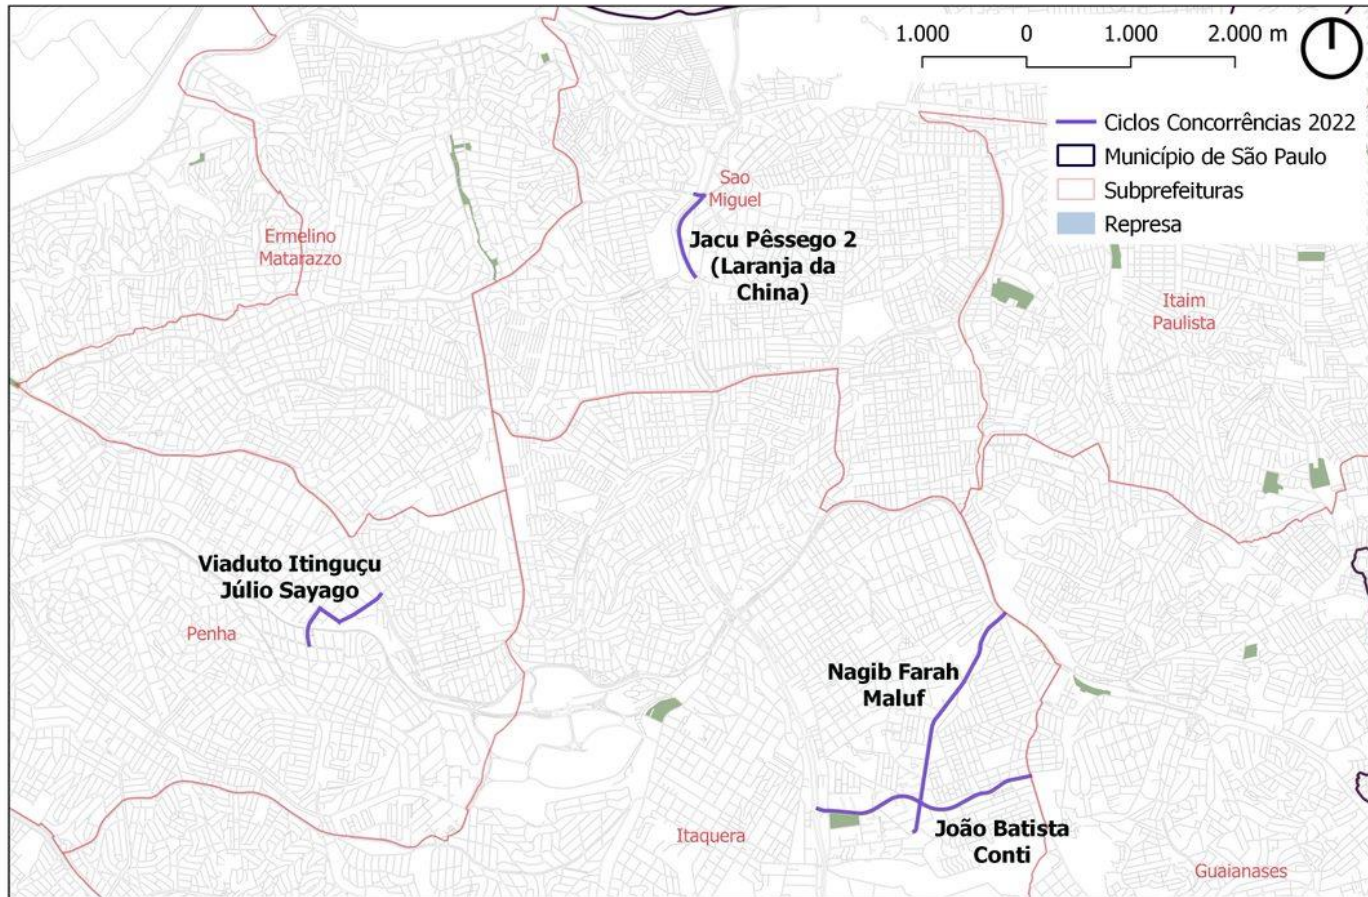 1.000 0 1.000 2.000 m
Ciclos Concorrências 2022
Município de São Paulo
Subprefeituras
Represa
Sao
Miguel
Jacu Pêssego 2
(Laranja da
China)
Ermelino
Matarazzo
Itaim
Paulista
Viaduto Itinguçu
Júlio Sayago
Penha
Nagib Farah
Maluf
João Batista
Conti
Itaquera
Guaianases